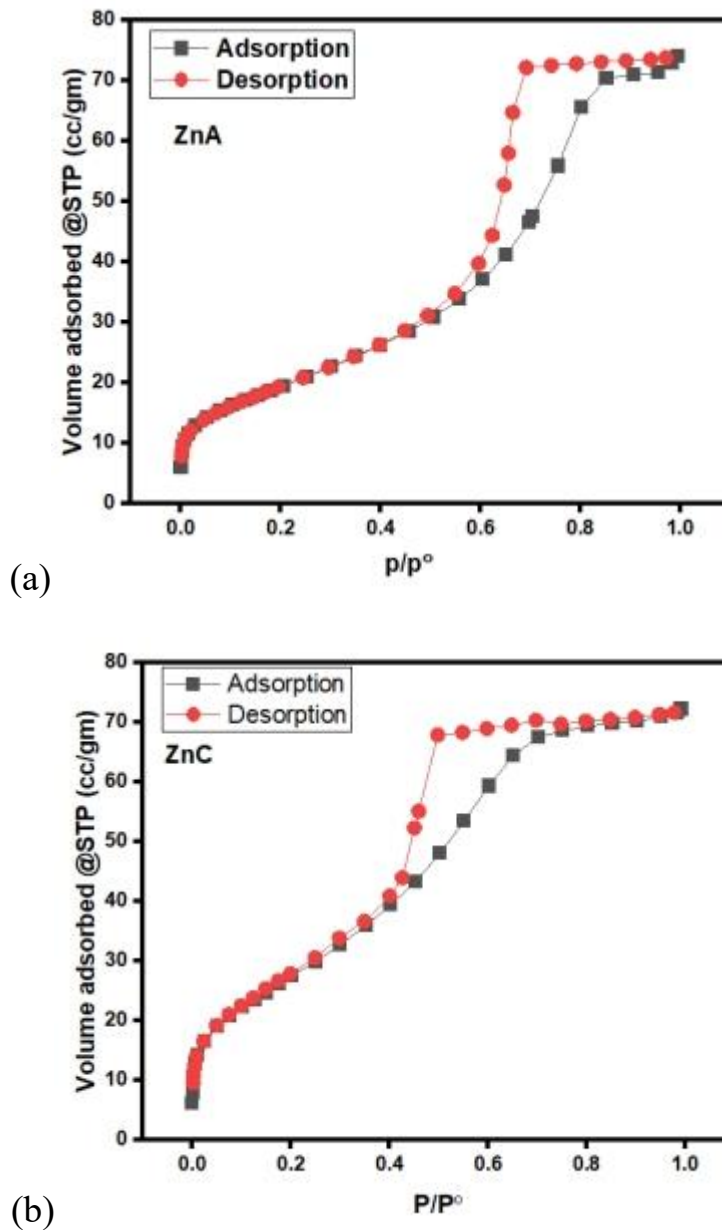 Adsorption
Desorption
ZnA
Volume adsorbed @STP (cc/gm)
80
70
60
50
40
30
20
10
0
0.0 0.2 0.4 0.6 0.8 1.0
p/p°
(a)
Adsorption
Desorption
ZnC
Volume adsorbed @STP (cc/gm)
80
70
60
50
40
30
20
10
0
0.0 0.2 0.4 0.6 0.8 1.0
P/P°
(b)